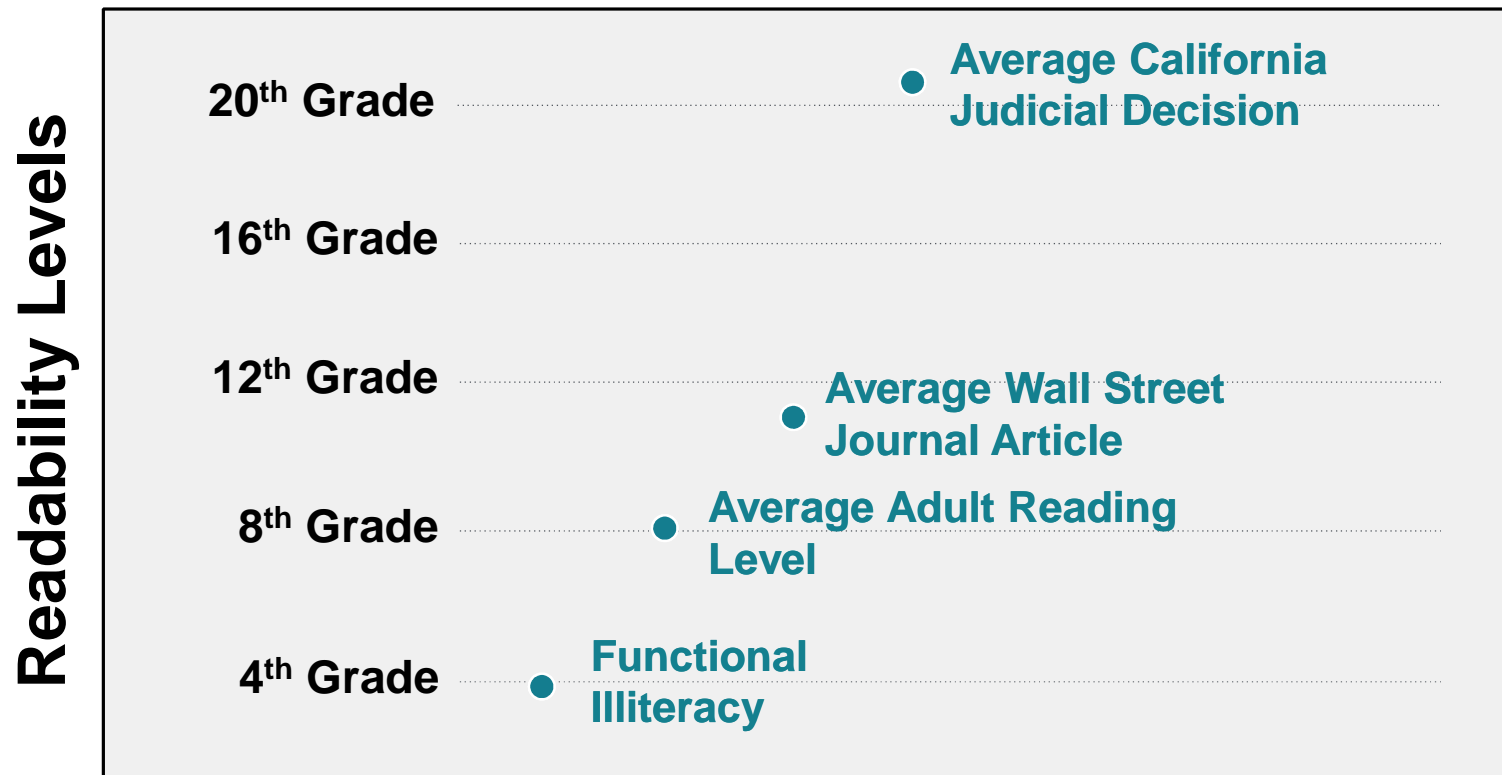 Readability Levels
20th Grade
Average California
Judicial Decision
16th Grade
12th Grade
Average Wall Street
Journal Article
8th Grade
Average Adult Reading
Level
4th Grade
Functional
Illiteracy